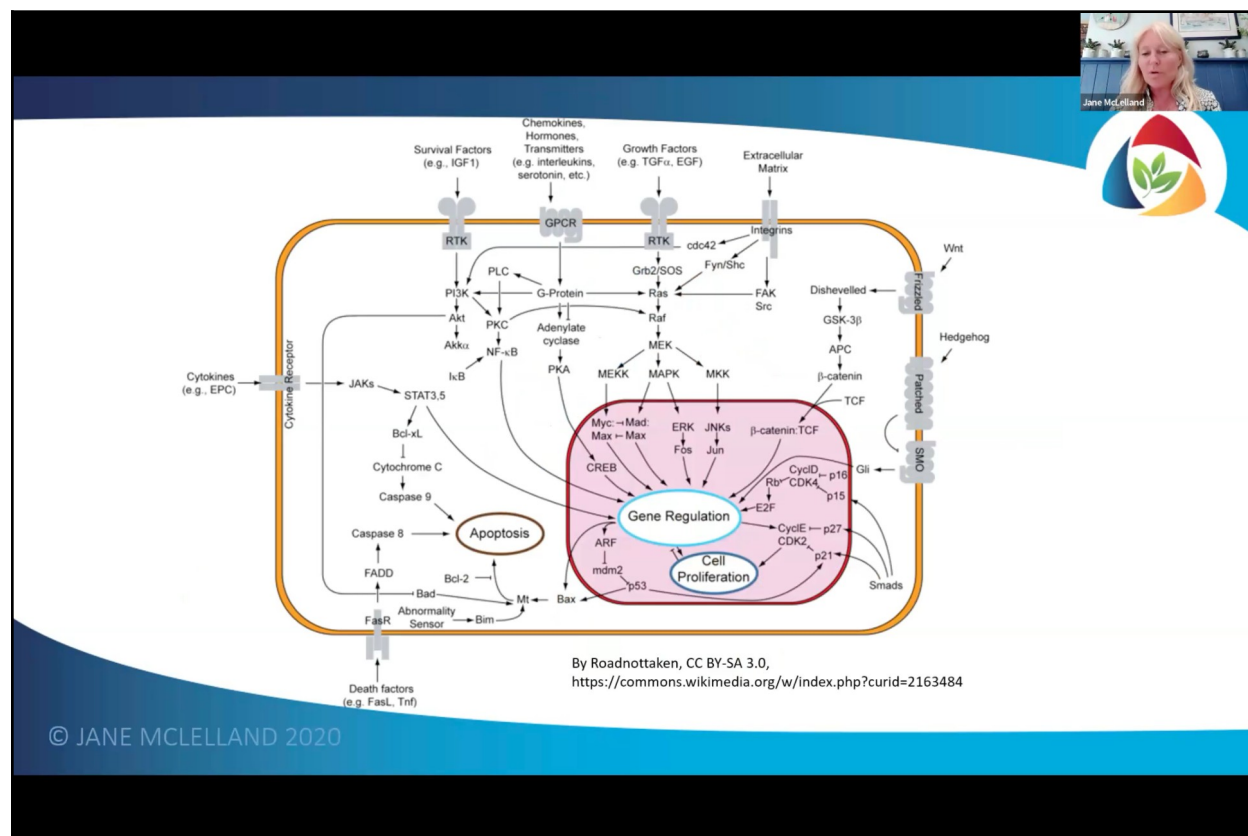 Jane McLelland
Survival Factors
(e.g., IGF1)
Chemokines,
Hormones,
Transmitters
(e.g. interleukins,
serotonin, etc.)
Growth Factors
(e.g. TGFα, EGF)
Extracellular
Matrix
RTK
GPCR
RTK
Integrins
cdc42
Fyn/Shc
Grb2/SOS
PLC
PI3K
G-Protein
Ras
FAK
Src
Akt
PKC
Adenylate
cyclase
Raf
Akkα
NF-κB
MEK
IκB
PKA
MEKK
MAPK
MKK
Wnt
Frizzled
Dishevelled
GSK-3β
APC
β-catenin
TCF
Hedgehog
Patched
SMO
Gli
Cytokines
(e.g., EPC)
Cytokine Receptor
JAKs
STAT3,5
Bcl-xL
Cytochrome C
Caspase 9
Caspase 8
Apoptosis
FADD
Bcl-2
Bad
Abnormality
Sensor
Bim
Mt
Bax
FasR
Death factors
(e.g. FasL, Tnf)
Myc:
Max
Mad:
Max
ERK
Fos
JNKs
Jun
β-catenin:TCF
CREB
CyclD
CDK4
p16
p15
Rb
E2F
Gene Regulation
CyclE
CDK2
p27
p21
ARF
mdm2
p53
Cell
Proliferation
Smads
By Roadnottaken, CC BY-SA 3.0,
https://commons.wikimedia.org/w/index.php?curid=2163484
© JANE MCLELLAND 2020